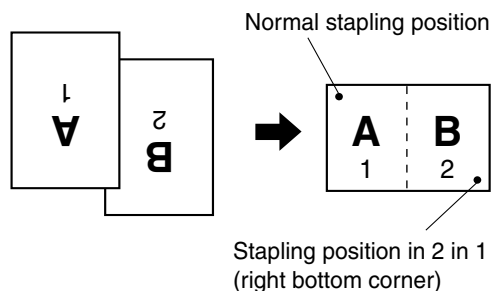 Normal stapling position
1
A
2
B
A B
1 2
Stapling position in 2 in 1
(right bottom corner)